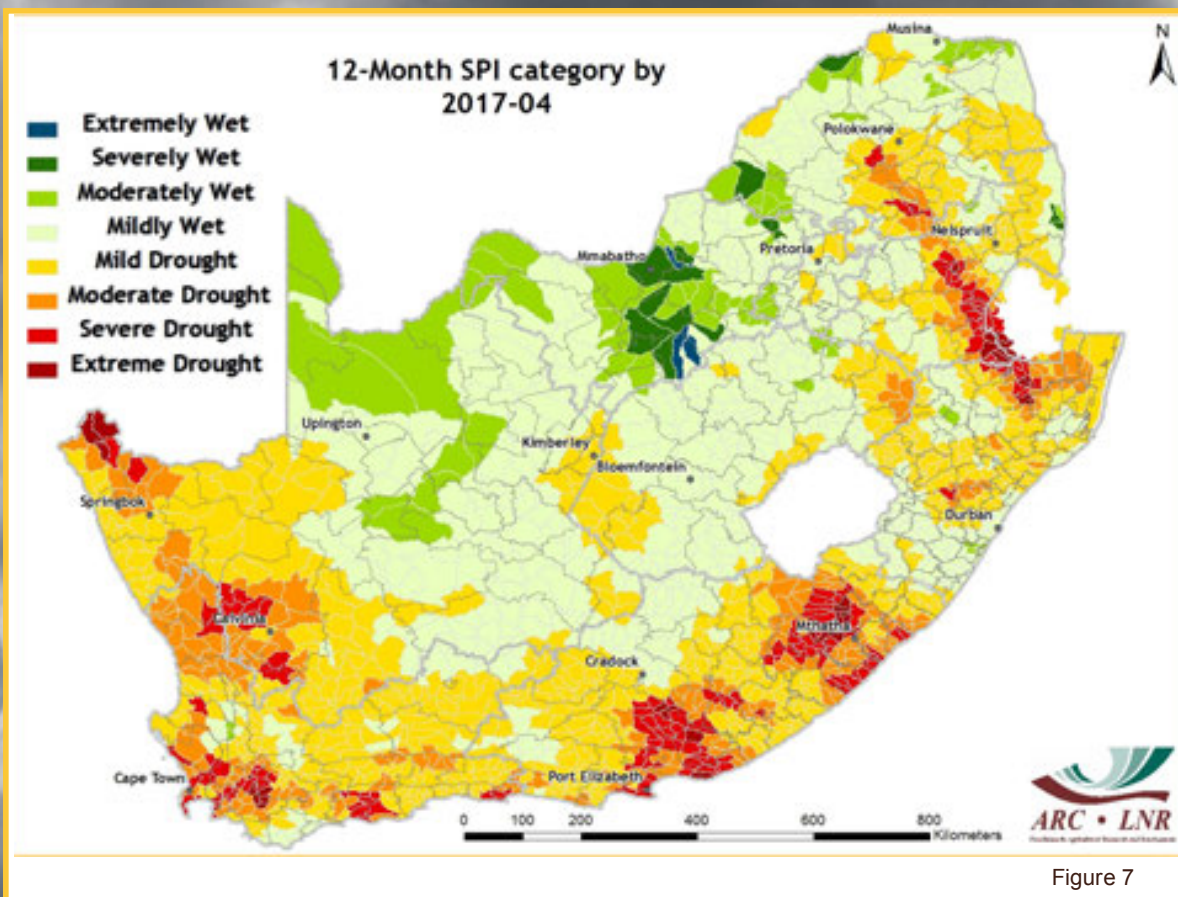 12-Month SPI category by
2017-04
N
Extremely Wet
Severely Wet
Moderately Wet
Mildly Wet
Mild Drought
Moderate Drought
Severe Drought
Extreme Drought
Musina
Polokwane
Nelspruit
Pretoria
Mmabatho
Upington
Kimberley
Bloemfontein
Springbok
Durban
Calvinia
Mthatha
Cradock
Cape Town
Port Elizabeth
0 100 200 400 600 800
Kilometers
ARC • LNR
Figure 7